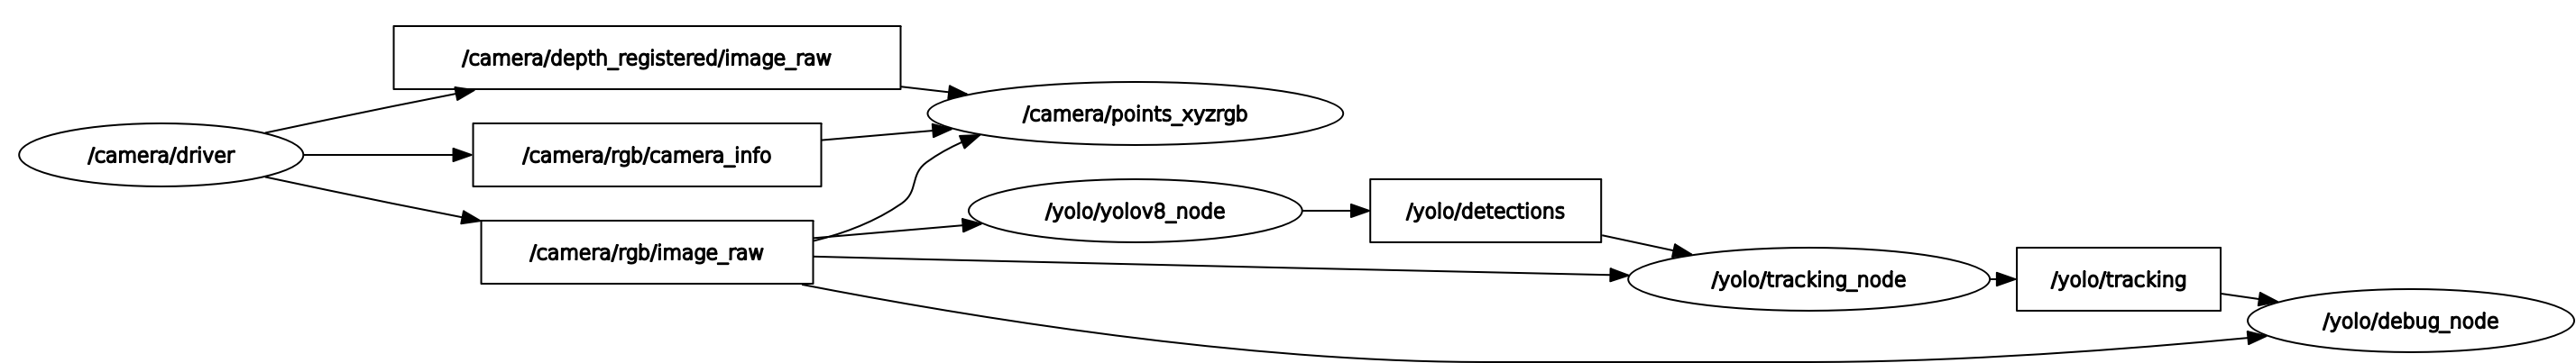 /camera/depth_registered/image_raw
/camera/points_xyzrgb
/camera/driver
/camera/rgb/camera_info
/yolo/yolov8_node
/yolo/detections
/camera/rgb/image_raw
/yolo/tracking_node
/yolo/tracking
/yolo/debug_node